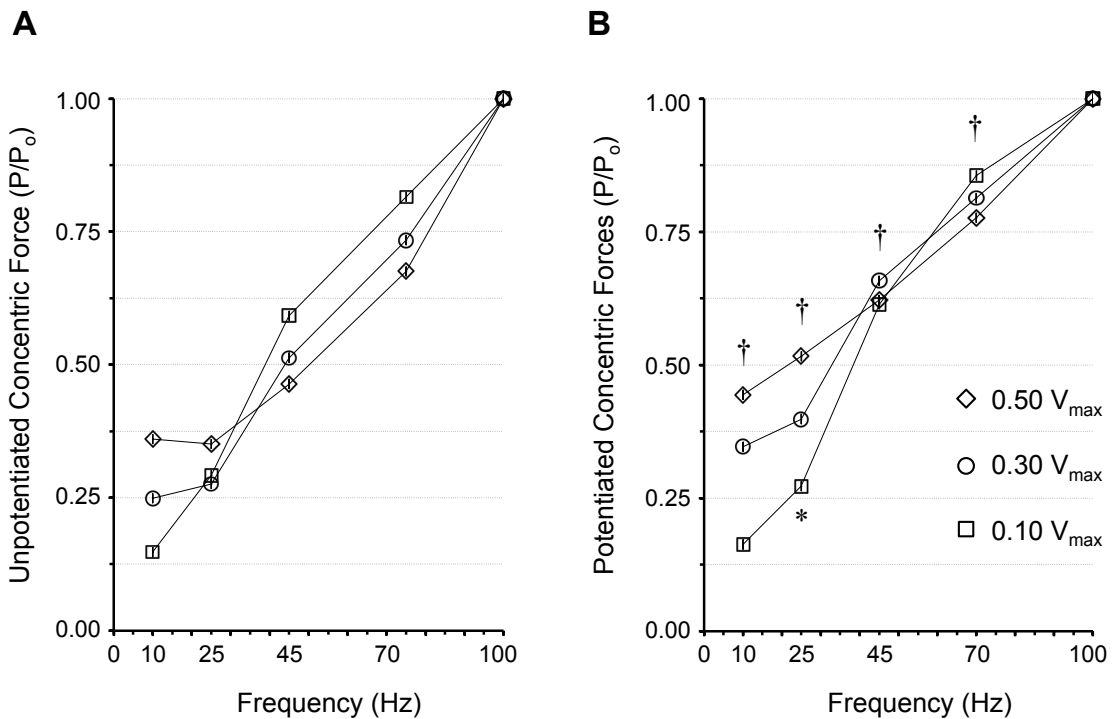 A
Unpotentiated Concentric Force (P/Po)
1.00
0.75
0.50
0.25
0.00
0 10 25 45 70 100
Frequency (Hz)
B
Potentiated Concentric Forces (P/Po)
1.00
0.75
0.50
0.25
0.00
† † † †
*
0.50 Vmax
0.30 Vmax
0.10 Vmax
0 10 25 45 70 100
Frequency (Hz)